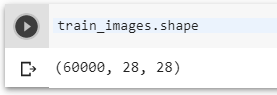 train_images.shape
(60000, 28, 28)